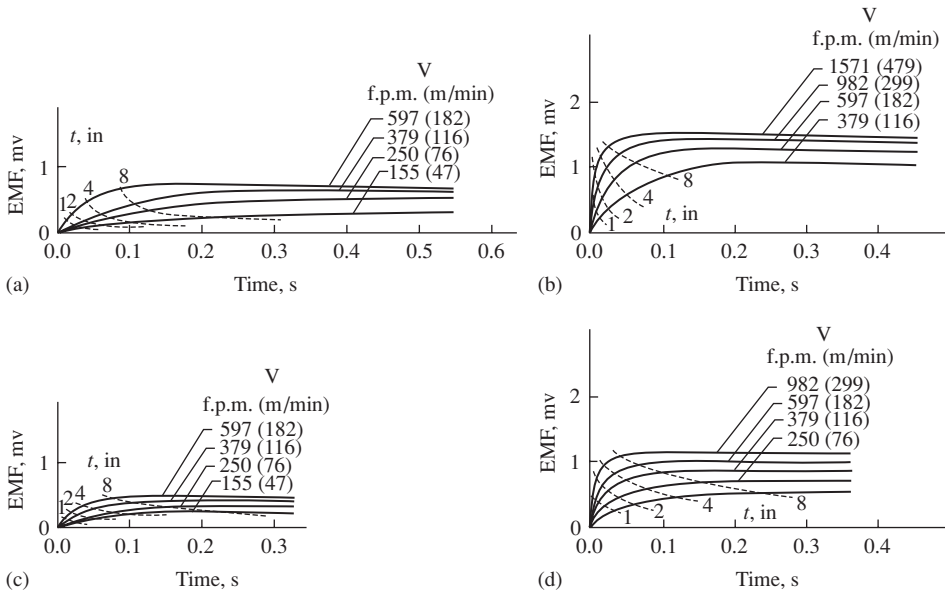 V
f.p.m. (m/min)
597 (182)
379 (116)
250 (76)
155 (47)
t, in
1 2 4 8
EMF, mv
1
0
0.0 0.1 0.2 0.3 0.4 0.5 0.6
(a)
Time, s
V
f.p.m. (m/min)
1571 (479)
982 (299)
597 (182)
379 (116)
EMF, mv
2
1
0
8
4
2
1
t, in
0.0 0.1 0.2 0.3 0.4
(b)
Time, s
V
f.p.m. (m/min)
597 (182)
379 (116)
250 (76)
155 (47)
t, in
1 2 4 8
EMF, mv
1
0
0.0 0.1 0.2 0.3
(c)
Time, s
V
f.p.m. (m/min)
982 (299)
597 (182)
379 (116)
250 (76)
EMF, mv
2
1
0
1 2 4 8
t, in
0.0 0.1 0.2 0.3 0.4
(d)
Time, s